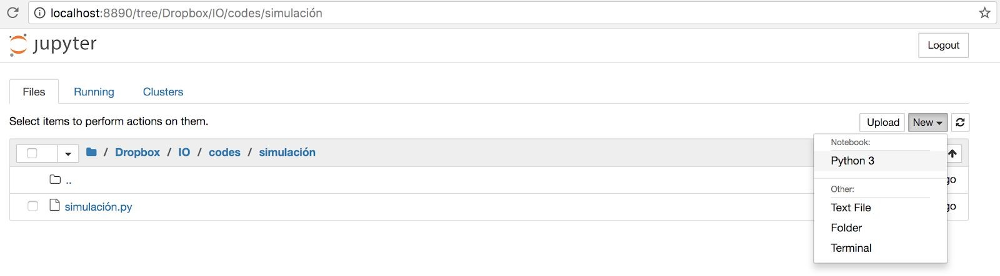 localhost:8890/tree/Dropbox/IO/codes/simulación
jupyter
Logout
Files Running Clusters
Select items to perform actions on them.
Upload New
/ Dropbox / IO / codes / simulación
..
simulación.py
Notebook:
Python 3
Other:
Text File
Folder
Terminal
go
go